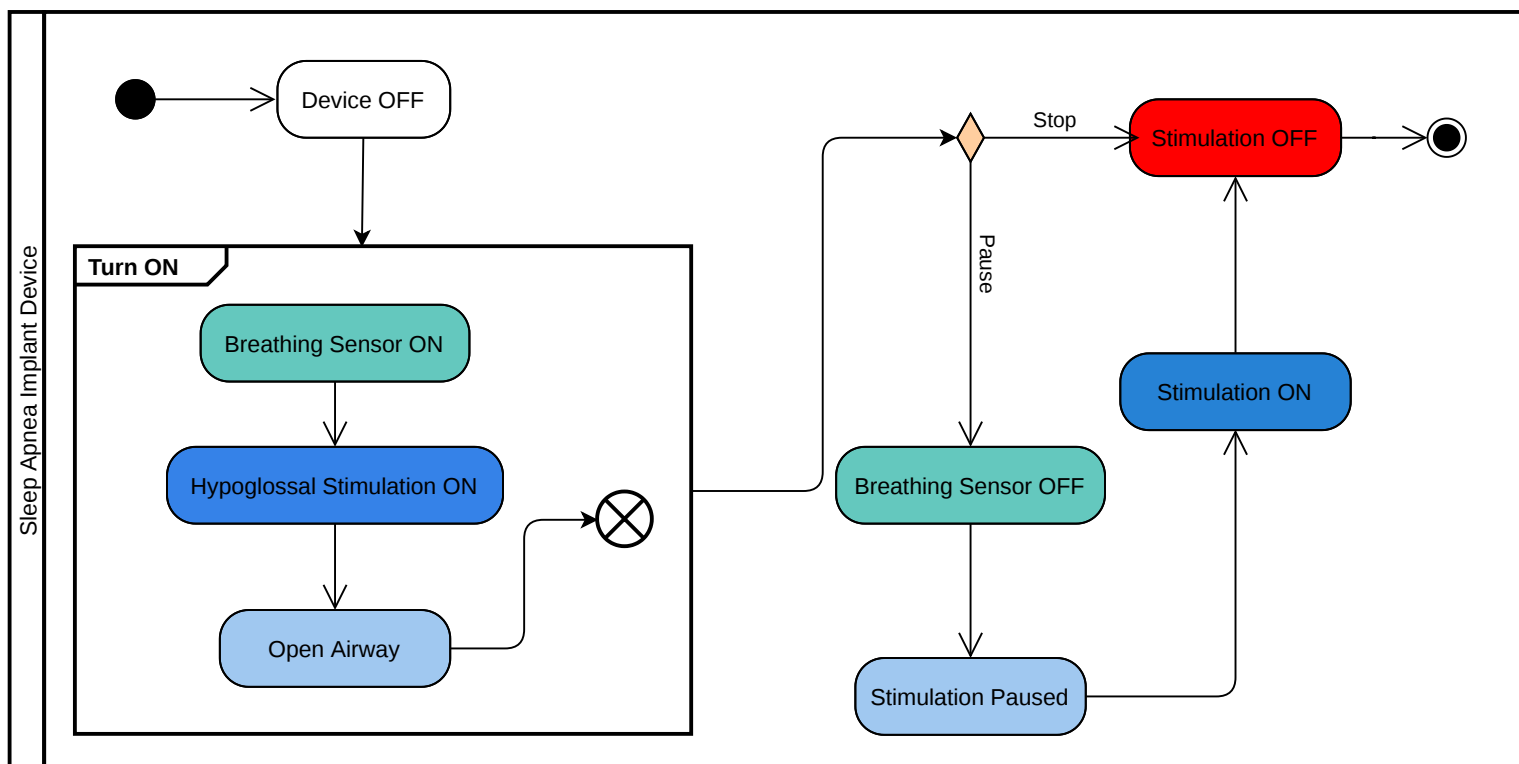 Sleep Apnea Implant Device
Device OFF
Turn ON
Breathing Sensor ON
Hypoglossal Stimulation ON
Open Airway
Stop
Pause
Stimulation OFF
Stimulation ON
Breathing Sensor OFF
Stimulation Paused